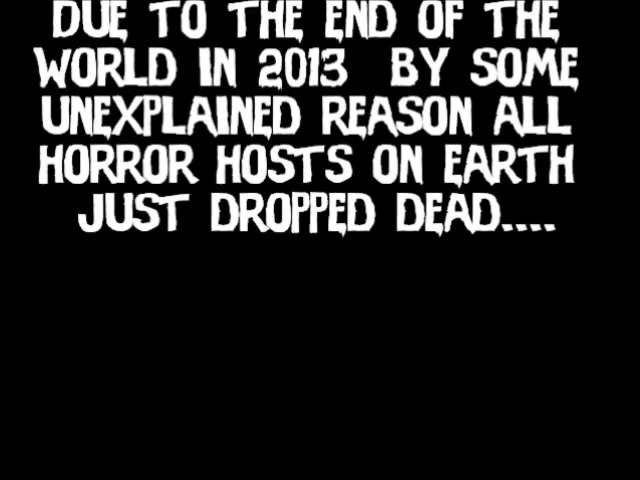 DUE TO THE END OF THE
WORLD IN 2013 BY SOME
UNEXPLAINED REASON ALL
HORROR HOSTS ON EARTH
JUST DROPPED DEAD....